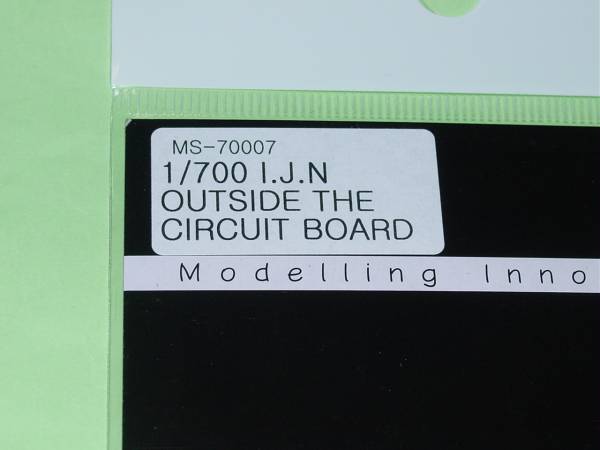 MS-70007
1/700 I.J.N
OUTSIDE THE
CIRCUIT BOARD
Modelling Inno